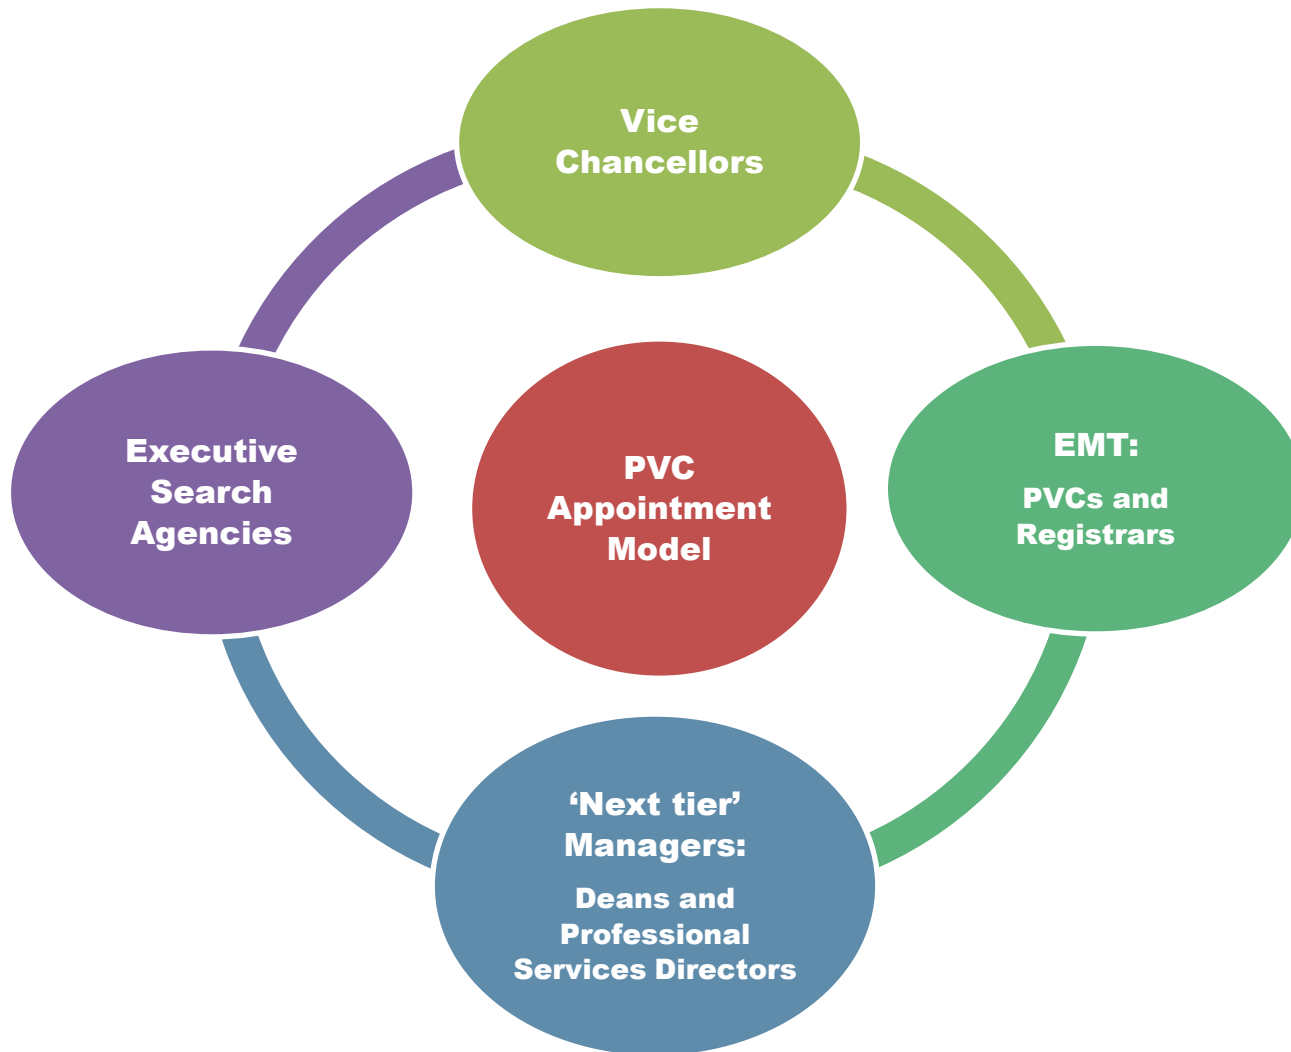 Vice
Chancellors
Executive
Search
Agencies
PVC
Appointment
Model
EMT:
PVCs and
Registrars
‘Next tier’
Managers:
Deans and
Professional
Services Directors